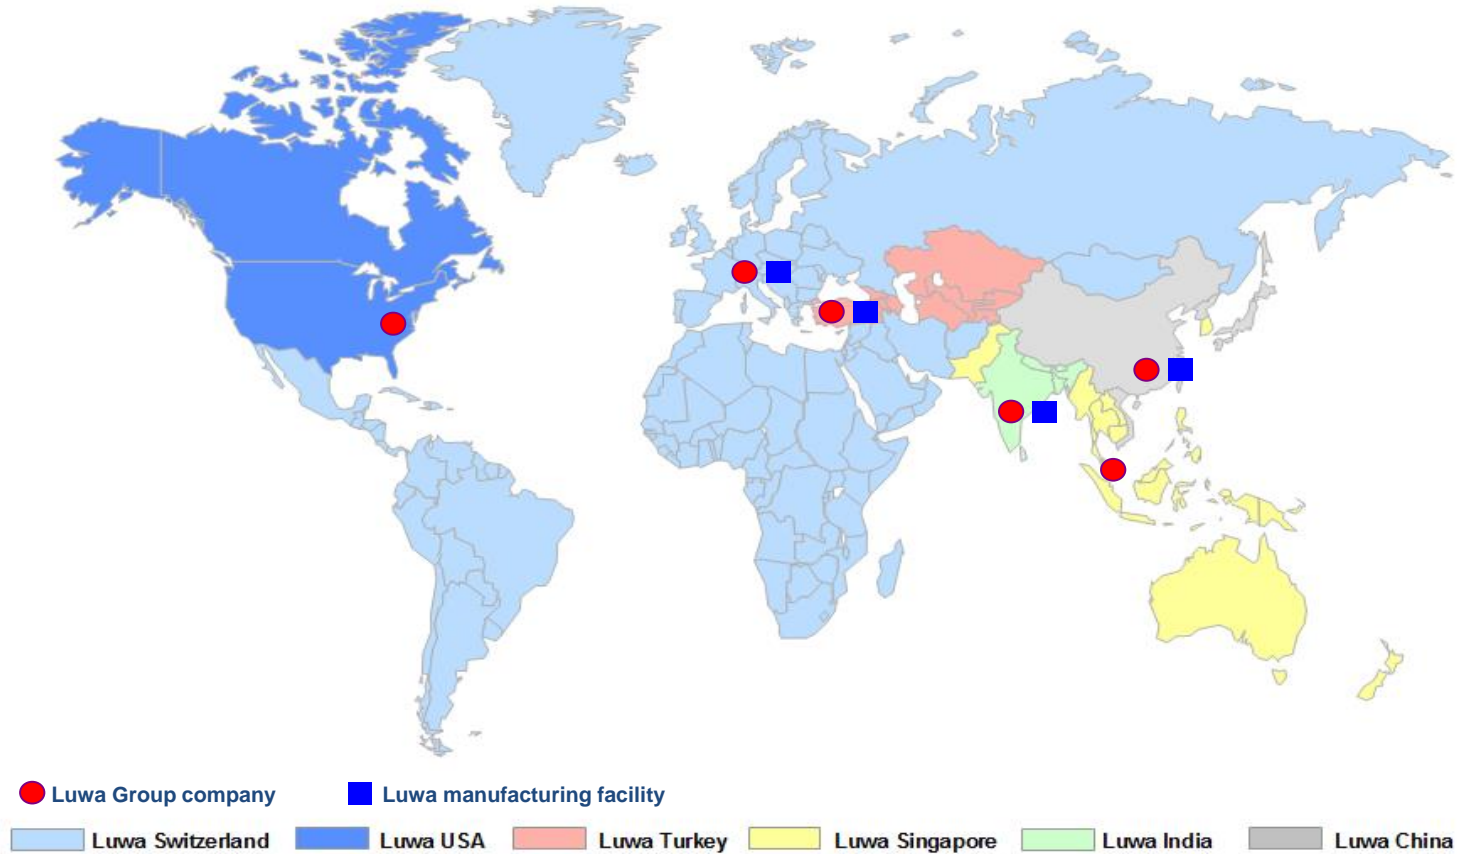 Luwa Group company
Luwa manufacturing facility
Luwa Switzerland
Luwa USA
Luwa Turkey
Luwa Singapore
Luwa India
Luwa China